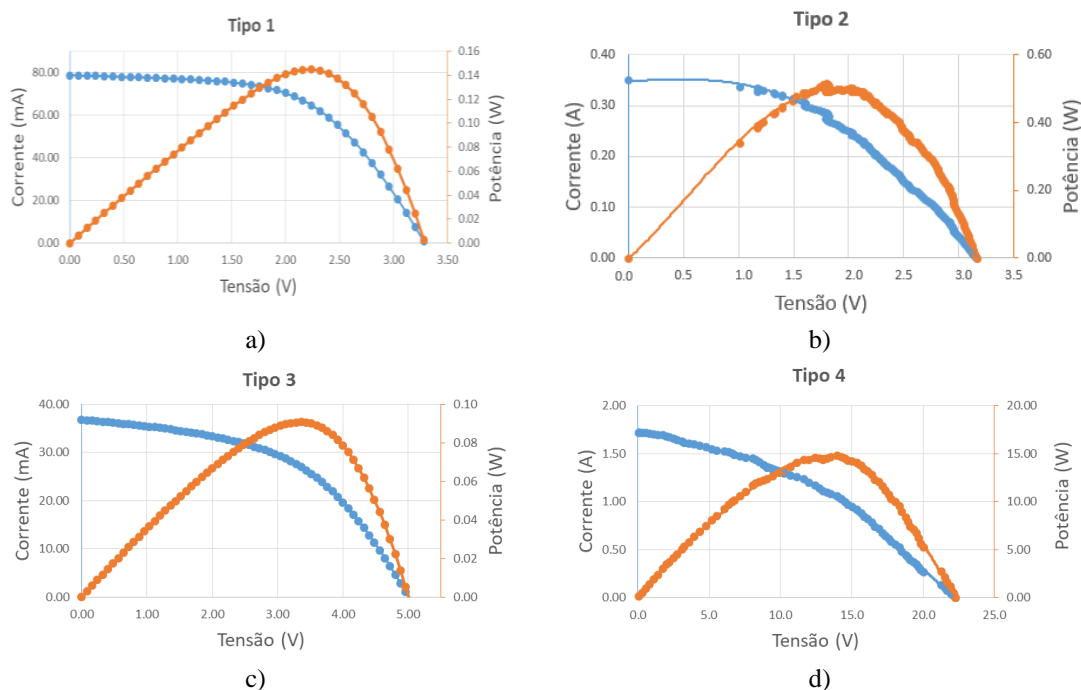 Tipo 1
Corrente (mA)
80.00
60.00
40.00
20.00
0.00
0.16
0.14
0.12
0.10
0.08
0.06
0.04
0.02
0.00
Potência (W)
0.00 0.50 1.00 1.50 2.00 2.50 3.00 3.50
Tensão (V)
a)
Tipo 2
Corrente (A)
0.40
0.30
0.20
0.10
0.00
0.60
0.40
0.20
0.00
Potência (W)
0.0 0.5 1.0 1.5 2.0 2.5 3.0 3.5
Tensão (V)
b)
Tipo 3
Corrente (mA)
40.00
30.00
20.00
10.00
0.00
0.10
0.08
0.06
0.04
0.02
0.00
Potência (W)
0.00 1.00 2.00 3.00 4.00 5.00
Tensão (V)
c)
Tipo 4
Corrente (A)
2.00
1.50
1.00
0.50
0.00
20.00
15.00
10.00
5.00
0.00
Potência (W)
0.0 5.0 10.0 15.0 20.0 25.0
Tensão (V)
d)